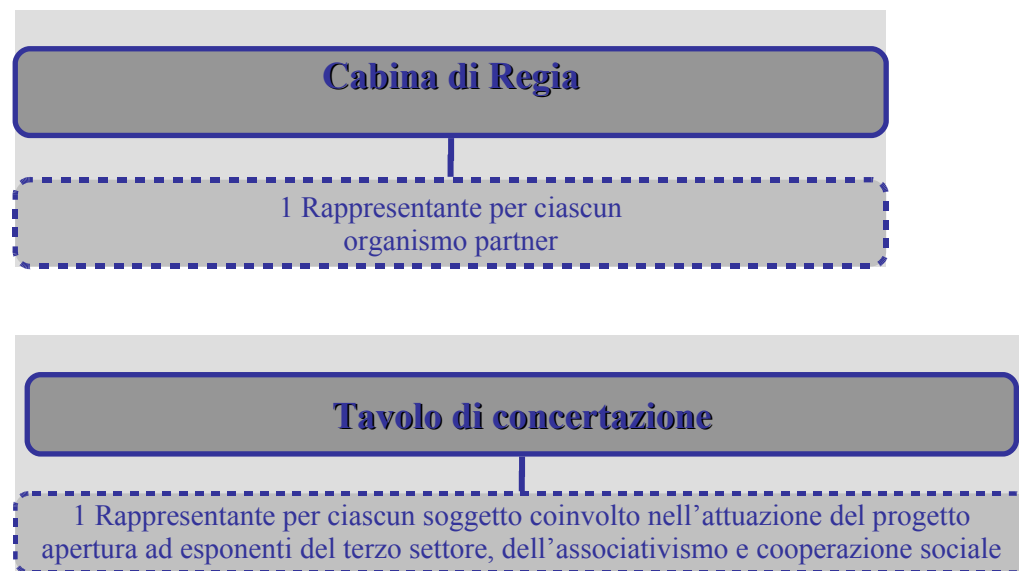 Cabina di Regia
1 Rappresentante per ciascun
organismo partner
Tavolo di concertazione
1 Rappresentante per ciascun soggetto coinvolto nell’attuazione del progetto
apertura ad esponenti del terzo settore, dell’associativismo e cooperazione sociale